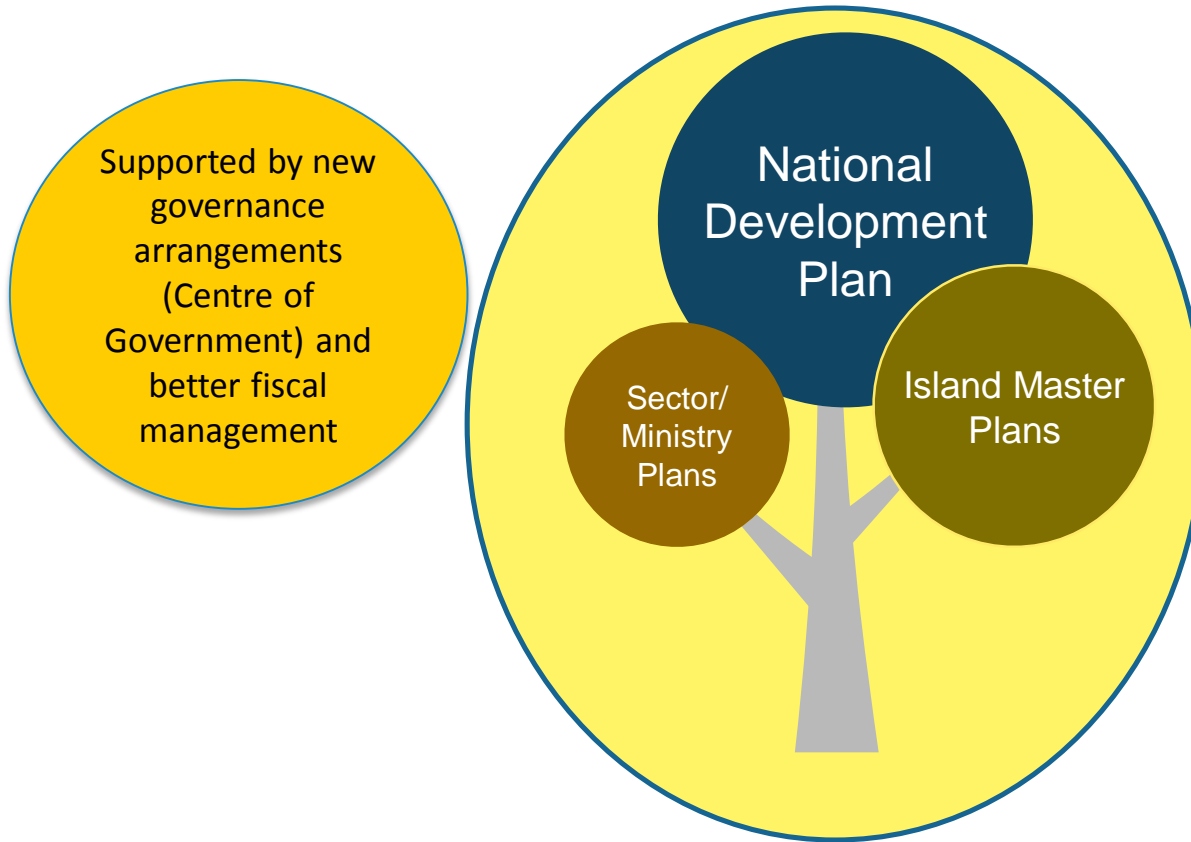 Supported by new
governance
arrangements
(Centre of
Government) and
better fiscal
management
National
Development
Plan
Sector/
Ministry
Plans
Island Master
Plans